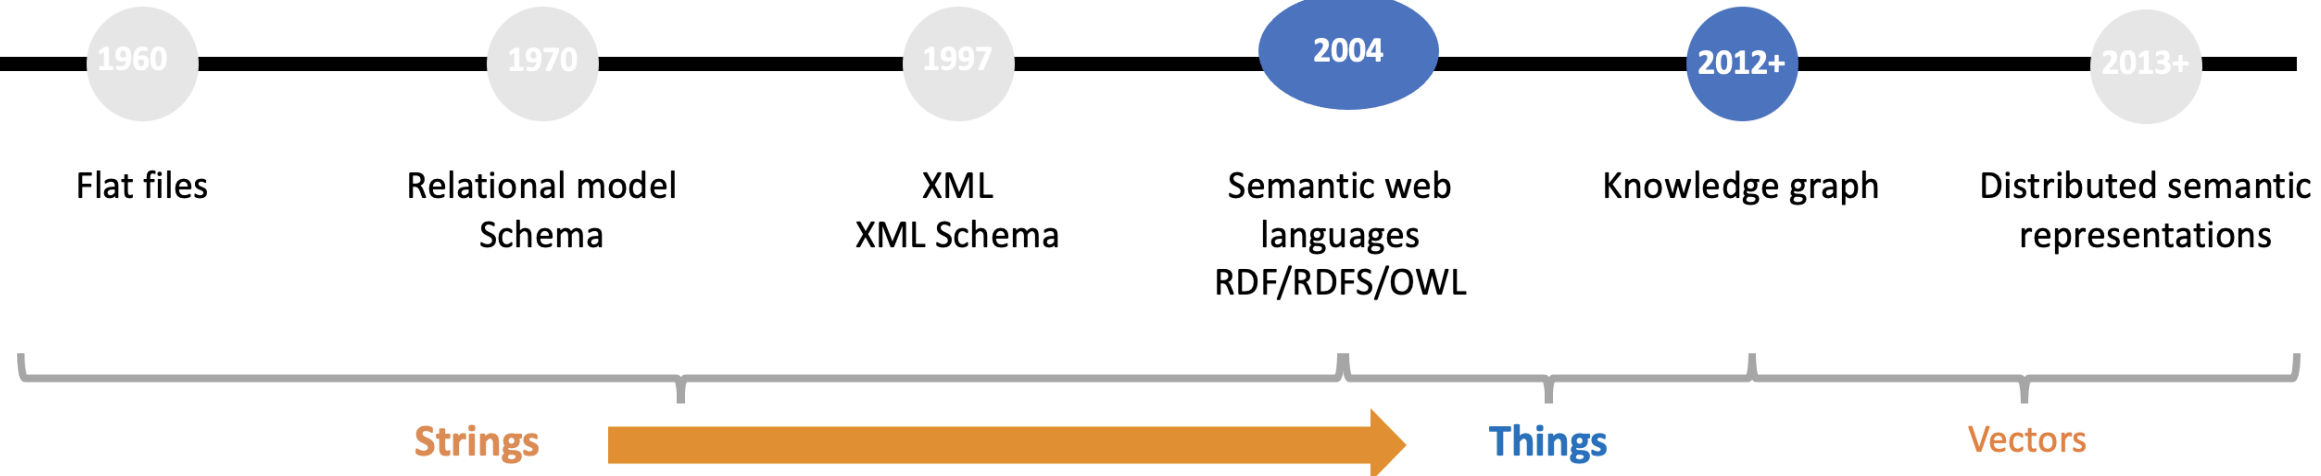 1960
1970
1997
2004
2012+
2013+
Flat files
Relational model
Schema
XML
XML Schema
Semantic web
languages
RDF/RDFS/OWL
Knowledge graph
Distributed semantic
representations
Strings
Things
Vectors